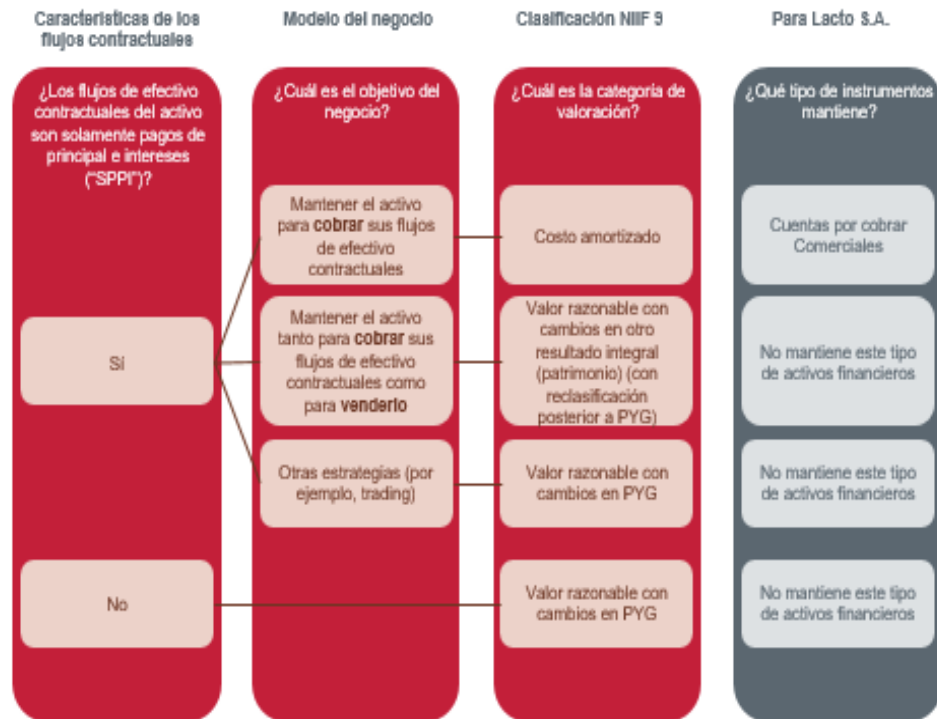 Características de los
flujos contractuales
Modelo del negocio
Clasificación NIIF 9
Para Lacto S.A.
¿Los flujos de efectivo
contractuales del activo
son solamente pagos de
principal e intereses
("SPPI")?
¿Cuál es el objetivo del
negocio?
¿Cuál es la categoría de
valoración?
¿Qué tipo de instrumentos
mantiene?
Mantener el activo
para cobrar sus flujos
de efectivo
contractuales
Costo amortizado
Cuentas por cobrar
Comerciales
Sí
Mantener el activo
tanto para cobrar sus
flujos de efectivo
contractuales como
para venderlo
Valor razonable con
cambios en otro
resultado integral
(patrimonio) (con
reclasificación
posterior a PYG)
No mantiene este tipo
de activos financieros
Otras estrategias (por
ejemplo, trading)
Valor razonable con
cambios en PYG
No mantiene este tipo
de activos financieros
No
Valor razonable con
cambios en PYG
No mantiene este tipo
de activos financieros